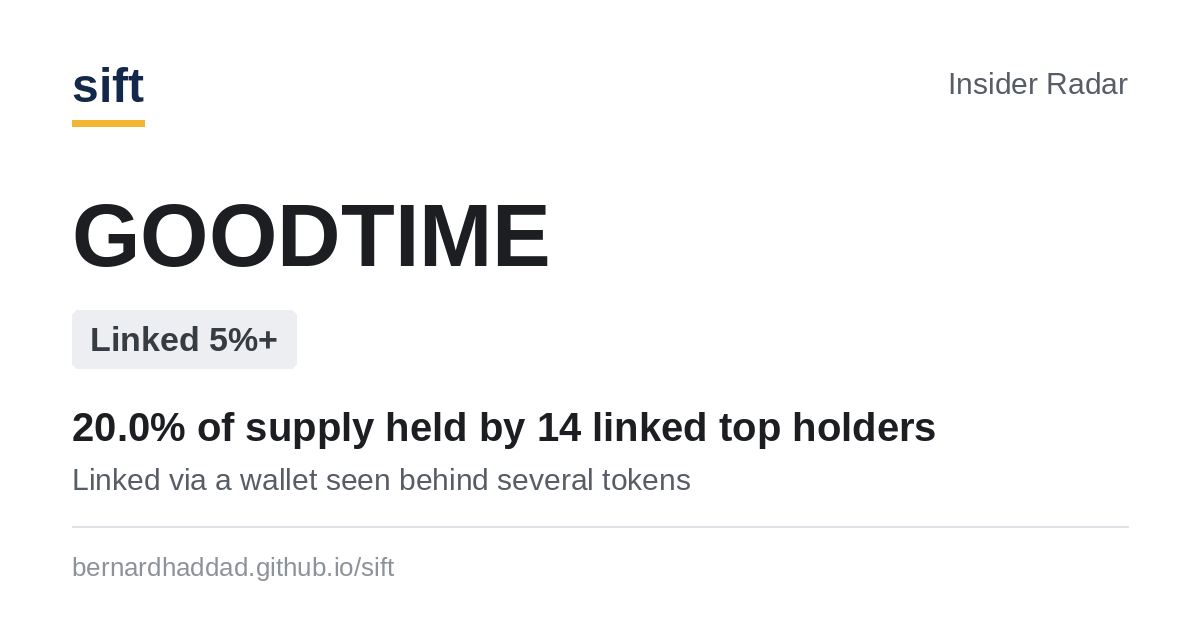 sift
Insider Radar
GOODTIME
Linked 5%+
20.0% of supply held by 14 linked top holders
Linked via a wallet seen behind several tokens
bernardhaddad.github.io/sift